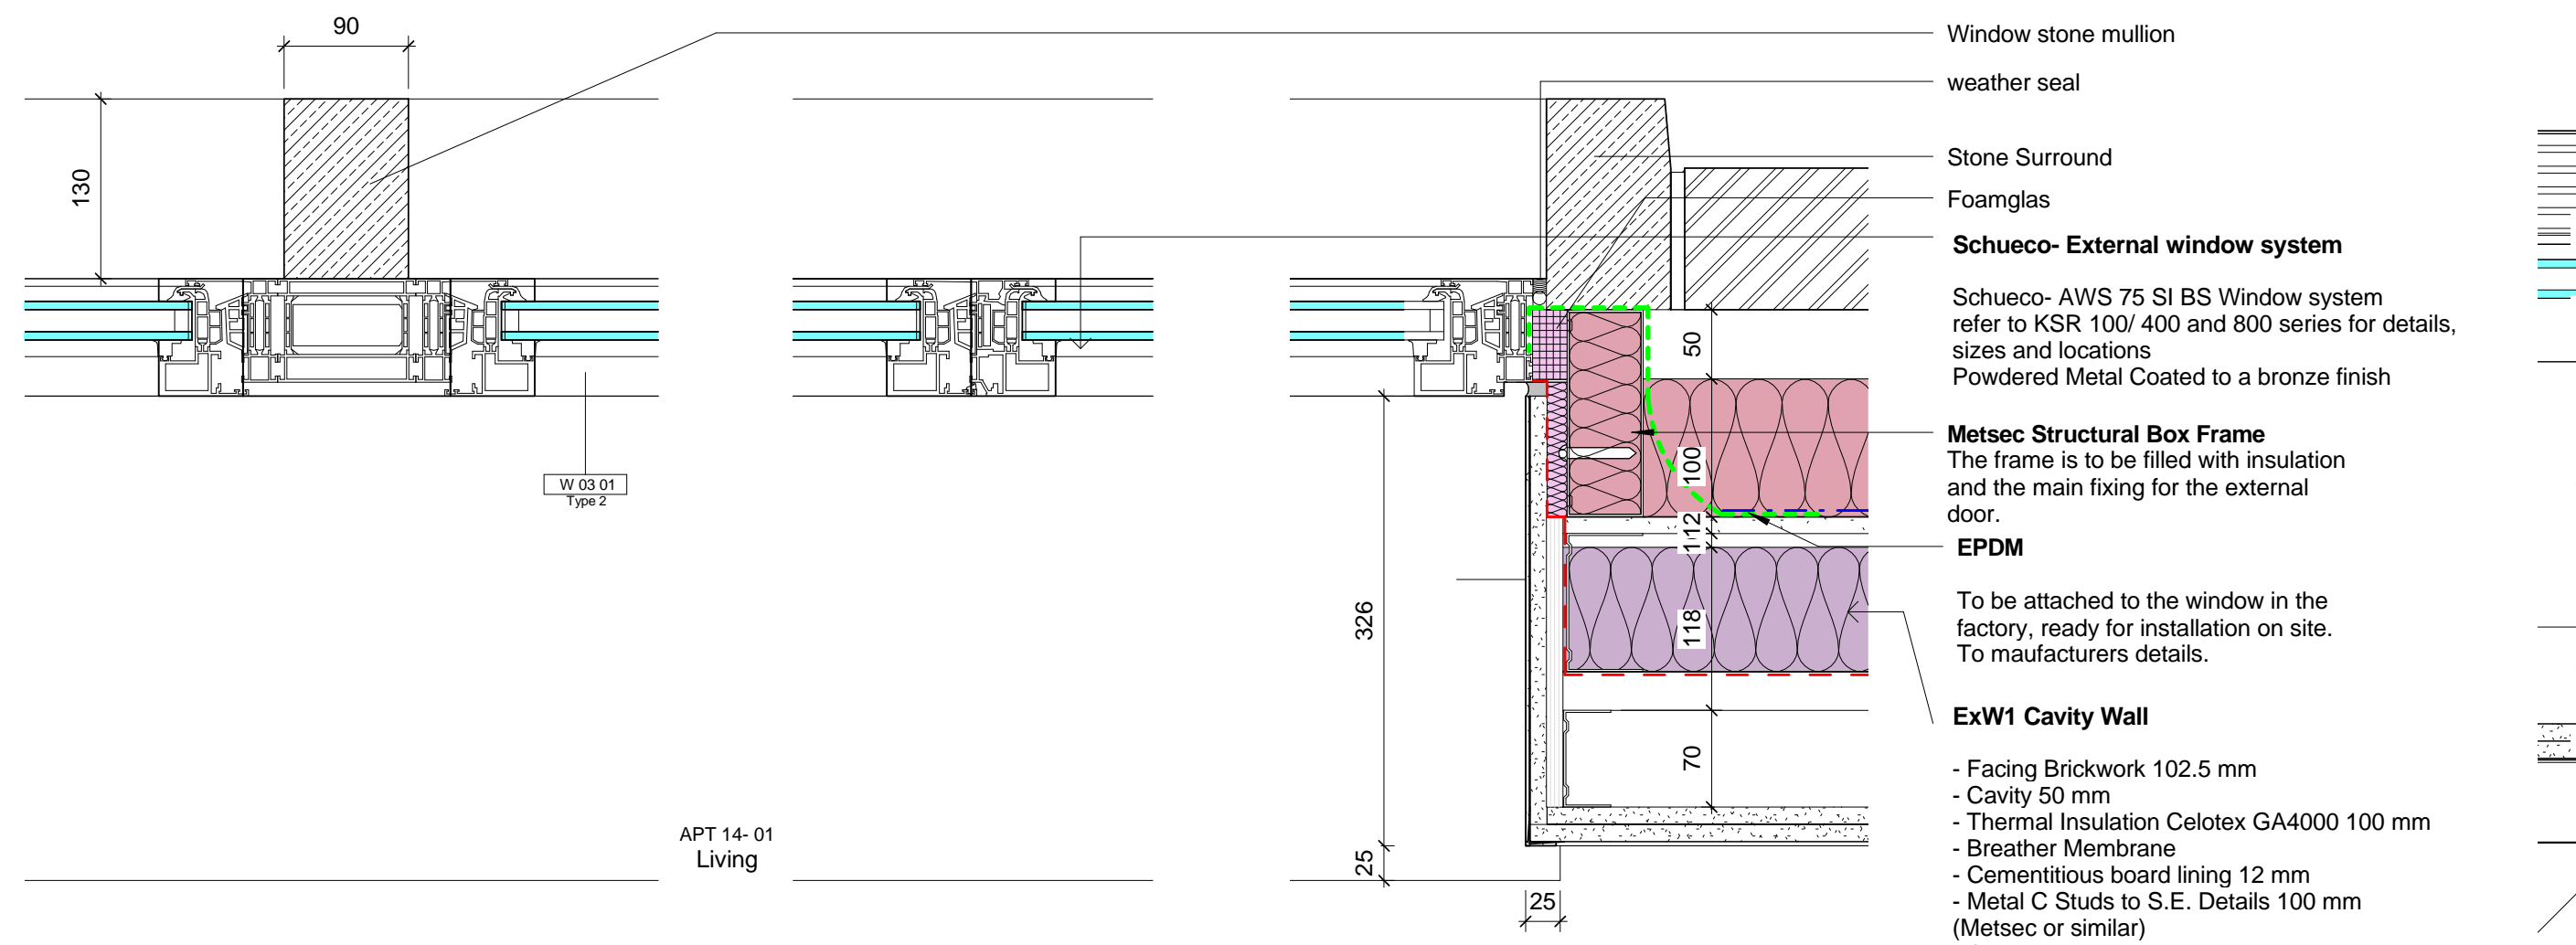 90
130
W 03 01
Type 2
APT 14- 01
Living
326
25
25
50
100
12
118
70
Window stone mullion
weather seal
Stone Surround
Foamglas
Schueco- External window system
Schueco- AWS 75 SI BS Window system
refer to KSR 100/ 400 and 800 series for details,
sizes and locations
Powdered Metal Coated to a bronze finish
Metsec Structural Box Frame
The frame is to be filled with insulation
and the main fixing for the external
door.
EPDM
To be attached to the window in the
factory, ready for installation on site.
To maufacturers details.
ExW1 Cavity Wall
- Facing Brickwork 102.5 mm
- Cavity 50 mm
- Thermal Insulation Celotex GA4000 100 mm
- Breather Membrane
- Cementitious board lining 12 mm
- Metal C Studs to S.E. Details 100 mm
(Metsec or similar)